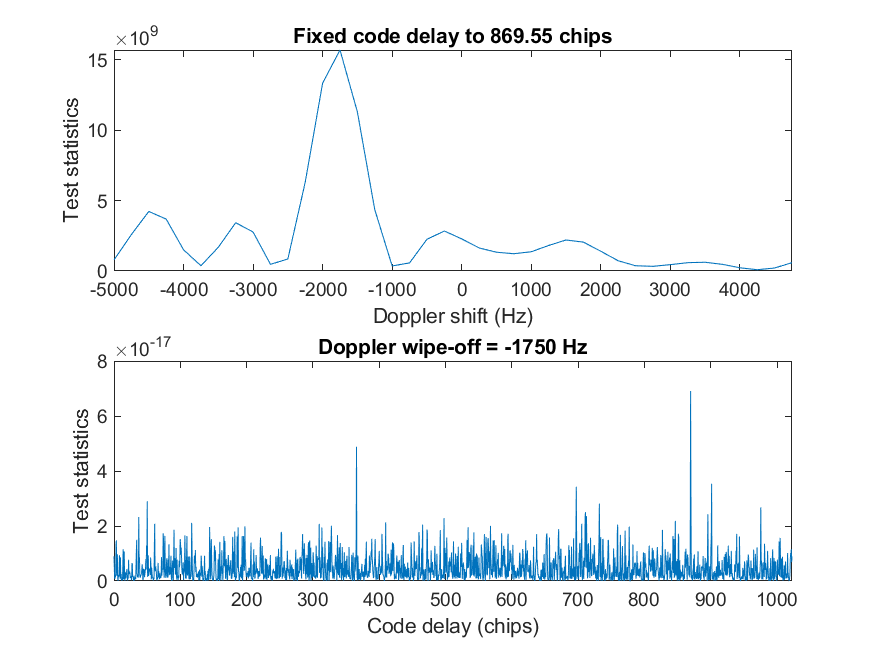 Fixed code delay to 869.55 chips
×10⁹
15
10
5
0
Test statistics
-5000 -4000 -3000 -2000 -1000 0 1000 2000 3000 4000
Doppler shift (Hz)
Doppler wipe-off = -1750 Hz
×10⁻¹⁷
8
6
4
2
0
Test statistics
0 100 200 300 400 500 600 700 800 900 1000
Code delay (chips)